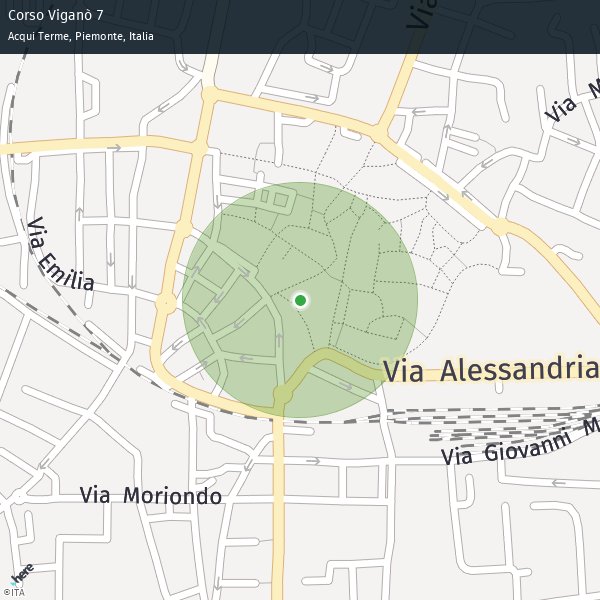 Corso Viganò 7
Acqui Terme, Piemonte, Italia
Via
Via M
Via Emilia
Via Alessandria
Via Giovanni M
Via Moriondo
here
©ITA